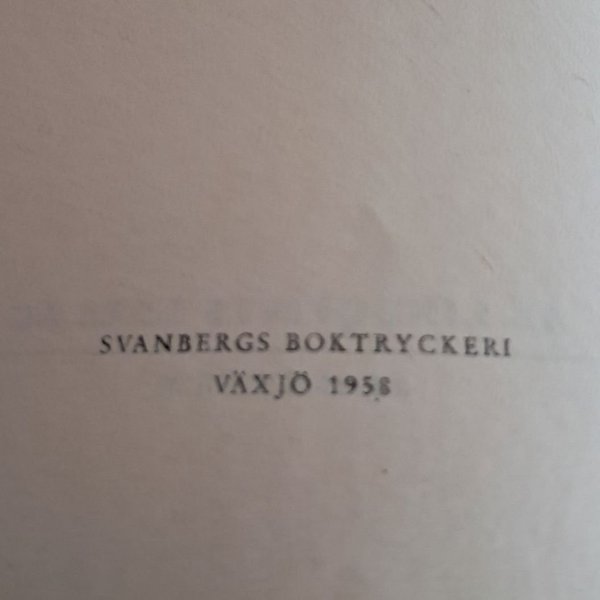 SVANBERGS BOKTRYCKERI
VÄXJÖ 1958